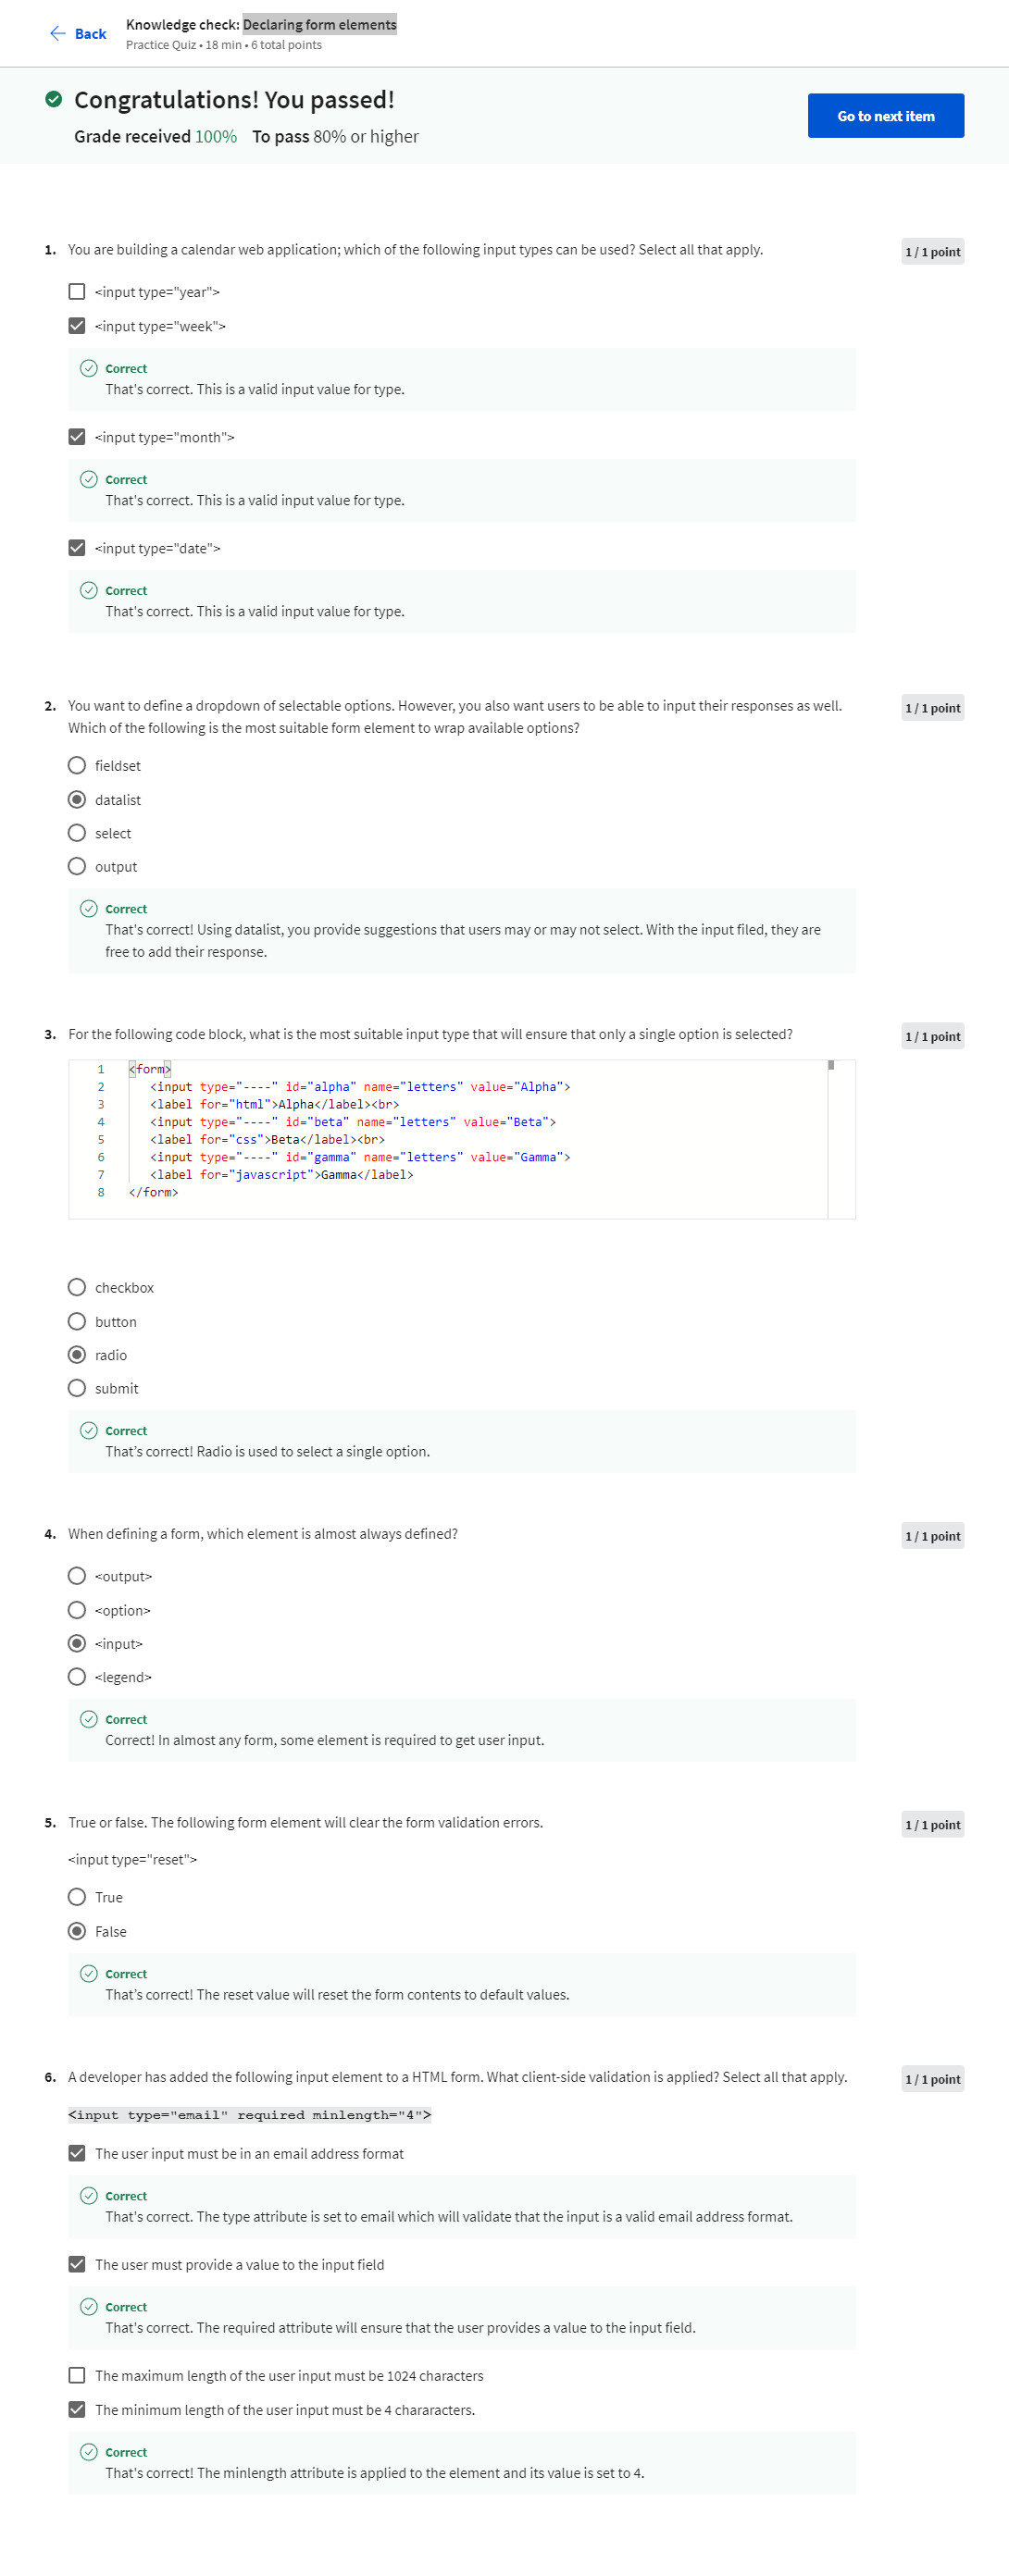 Back
Knowledge check: Declaring form elements
Practice Quiz • 18 min • 6 total points
Congratulations! You passed!
Grade received 100% To pass 80% or higher
Go to next item
1. You are building a calendar web application; which of the following input types can be used? Select all that apply.
1 / 1 point
<input type="year">
<input type="week">
Correct
That's correct. This is a valid input value for type.
<input type="month">
Correct
That's correct. This is a valid input value for type.
<input type="date">
Correct
That's correct. This is a valid input value for type.
2. You want to define a dropdown of selectable options. However, you also want users to be able to input their responses as well.
Which of the following is the most suitable form element to wrap available options?
1 / 1 point
fieldset
datalist
select
output
Correct
That's correct! Using datalist, you provide suggestions that users may or may not select. With the input filed, they are
free to add their response.
3. For the following code block, what is the most suitable input type that will ensure that only a single option is selected?
1 / 1 point
1 <form>
2 <input type="----" id="alpha" name="letters" value="Alpha">
3 <label for="html">Alpha</label><br>
4 <input type="----" id="beta" name="letters" value="Beta">
5 <label for="css">Beta</label><br>
6 <input type="----" id="gamma" name="letters" value="Gamma">
7 <label for="javascript">Gamma</label>
8 </form>
checkbox
button
radio
submit
Correct
That’s correct! Radio is used to select a single option.
4. When defining a form, which element is almost always defined?
1 / 1 point
<output>
<option>
<input>
<legend>
Correct
Correct! In almost any form, some element is required to get user input.
5. True or false. The following form element will clear the form validation errors.
1 / 1 point
<input type="reset">
True
False
Correct
That’s correct! The reset value will reset the form contents to default values.
6. A developer has added the following input element to a HTML form. What client-side validation is applied? Select all that apply.
1 / 1 point
<input type="email" required minlength="4">
The user input must be in an email address format
Correct
That's correct. The type attribute is set to email which will validate that the input is a valid email address format.
The user must provide a value to the input field
Correct
That's correct. The required attribute will ensure that the user provides a value to the input field.
The maximum length of the user input must be 1024 characters
The minimum length of the user input must be 4 chararacters.
Correct
That's correct! The minlength attribute is applied to the element and its value is set to 4.